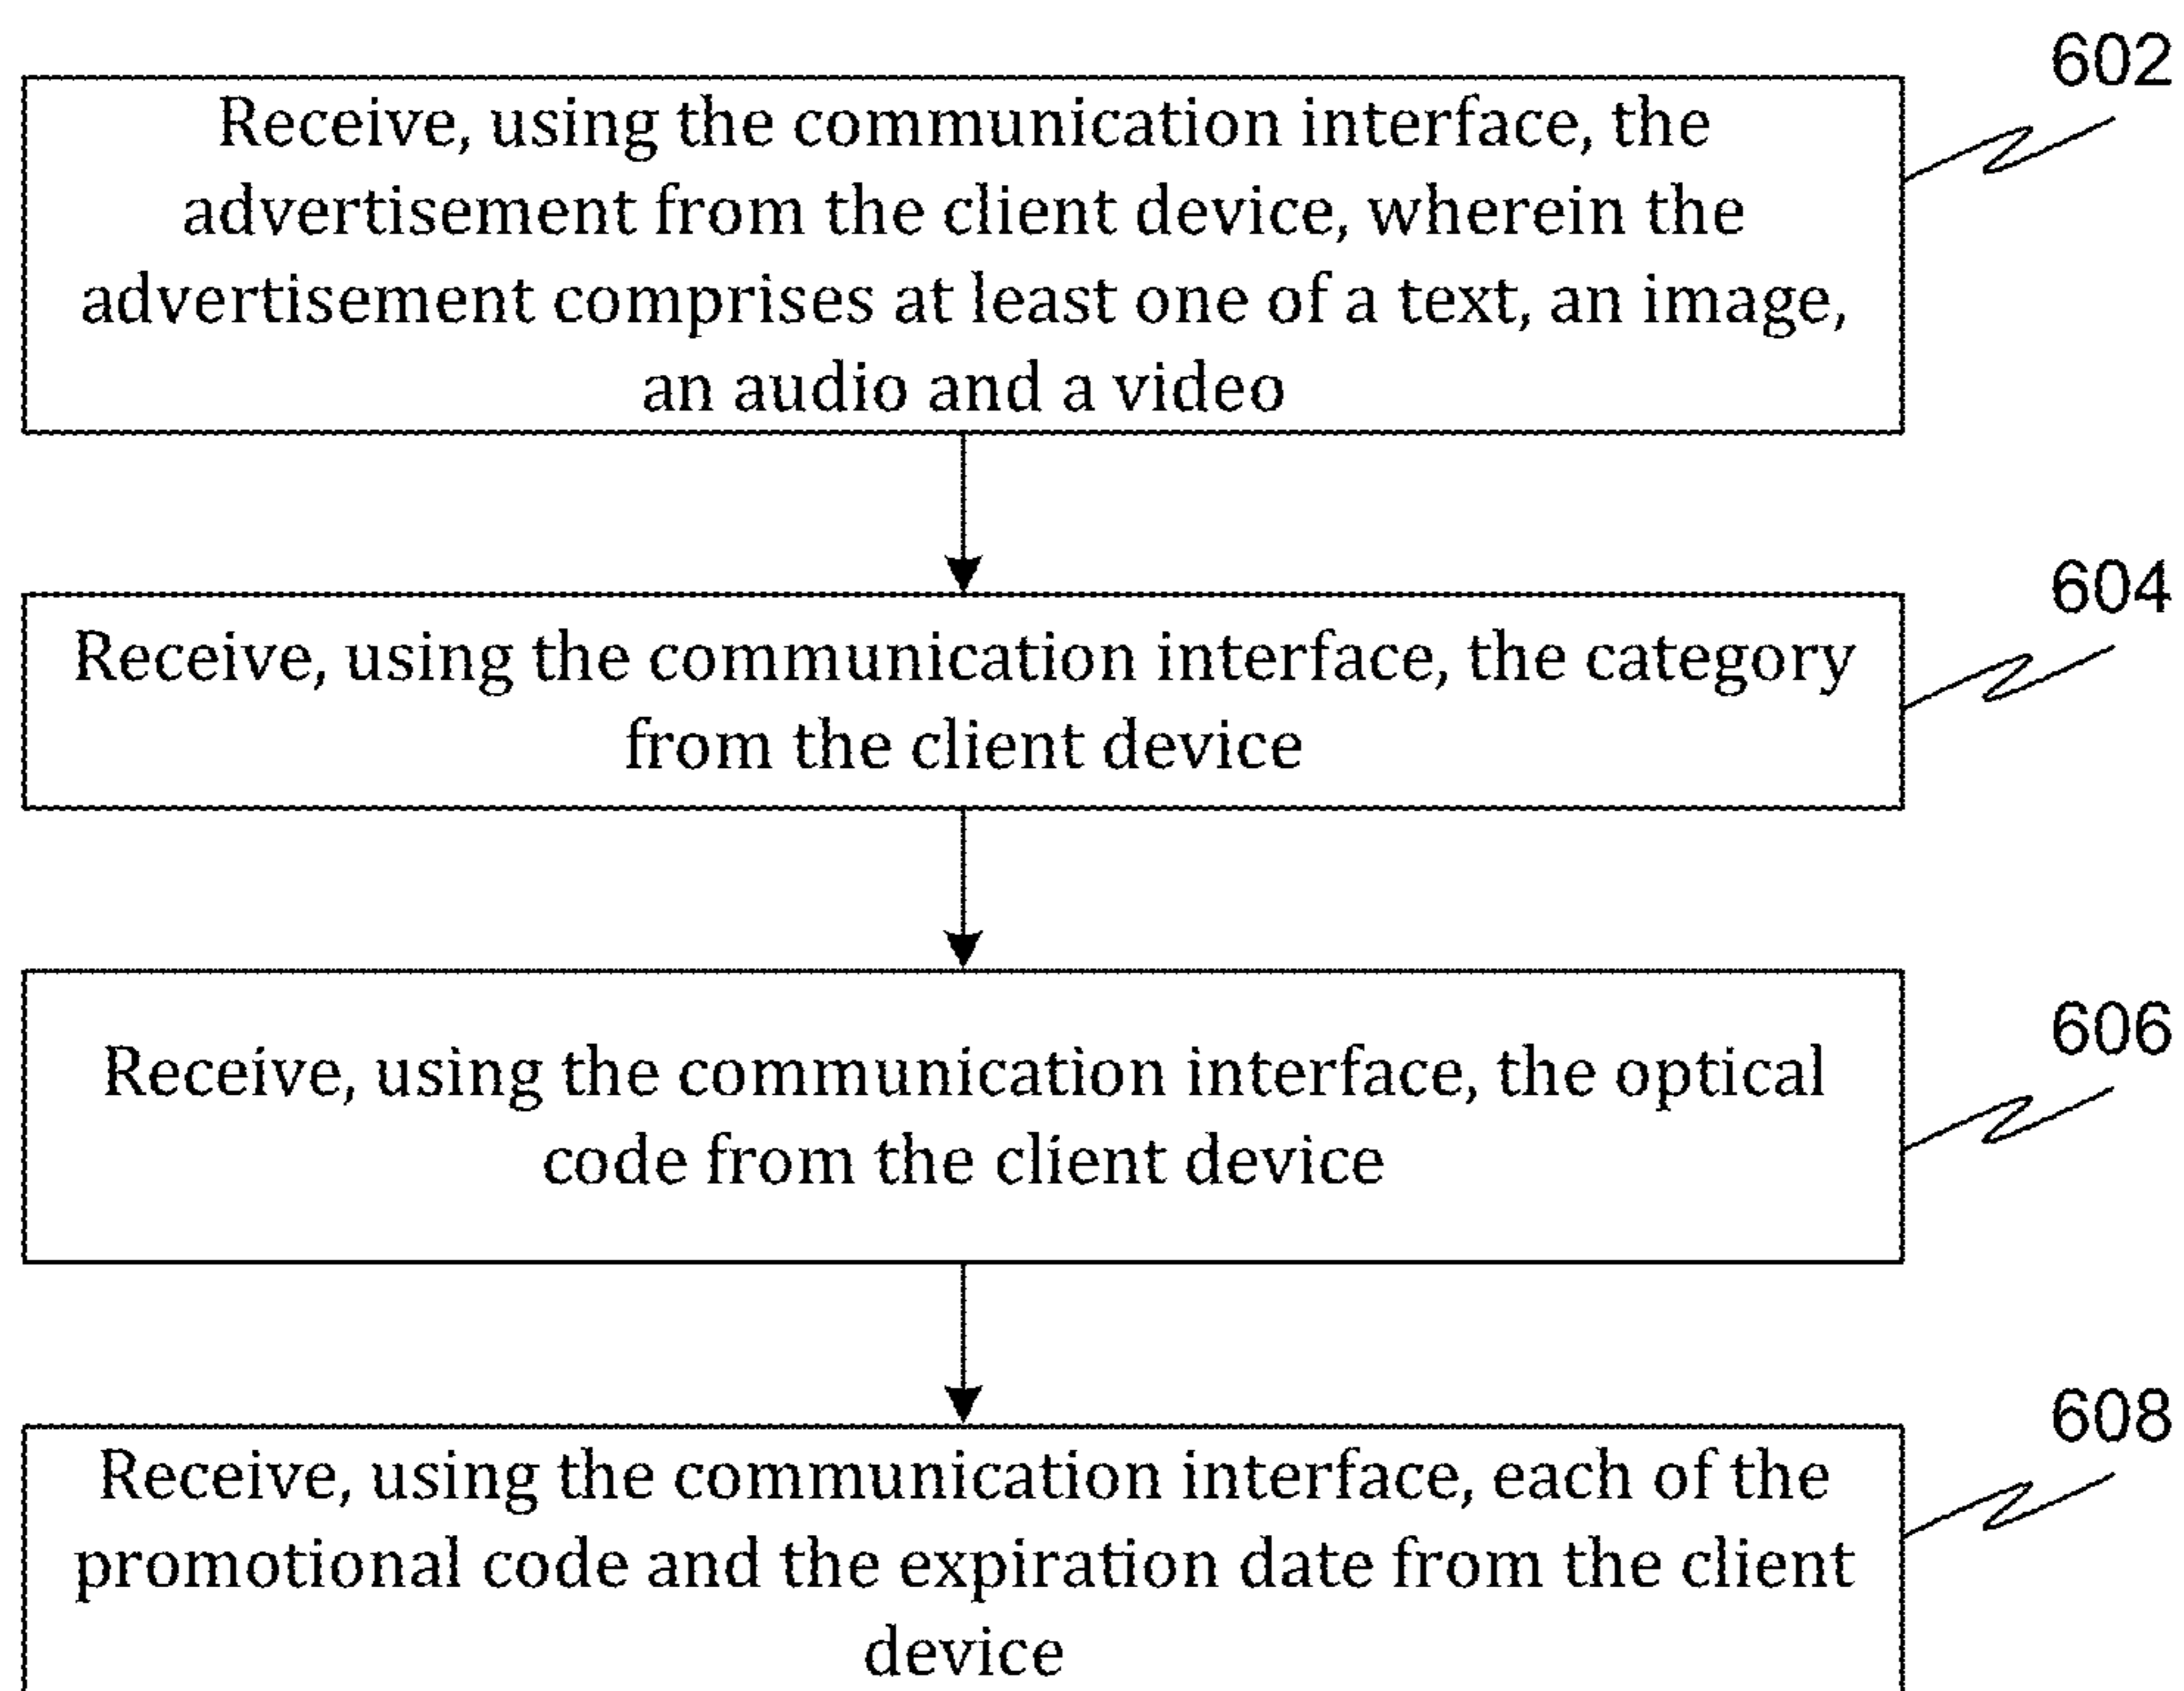 602
Receive, using the communication interface, the
advertisement from the client device, wherein the
advertisement comprises at least one of a text, an image,
an audio and a video
604
Receive, using the communication interface, the category
from the client device
606
Receive, using the communication interface, the optical
code from the client device
608
Receive, using the communication interface, each of the
promotional code and the expiration date from the client
device